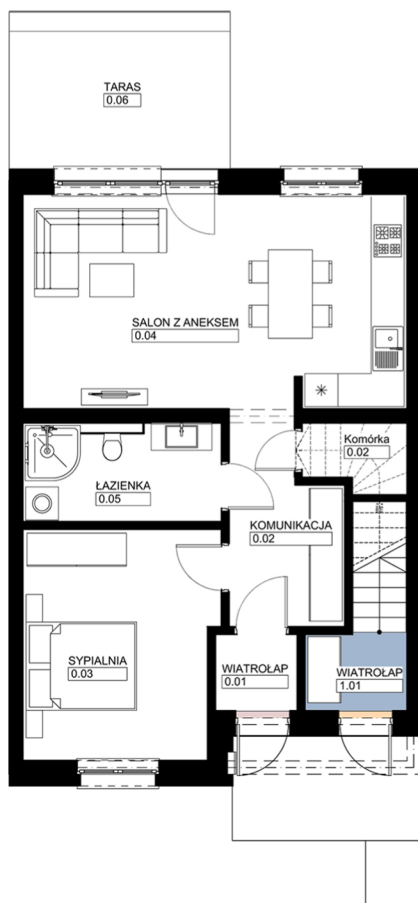 TARAS
0.06
SALON Z ANEKSEM
0.04
Komórka
0.02
ŁAZIENKA
0.05
KOMUNIKACJA
0.02
SYPIALNIA
0.03
WIATROŁAP
0.01
WIATROŁAP
1.01